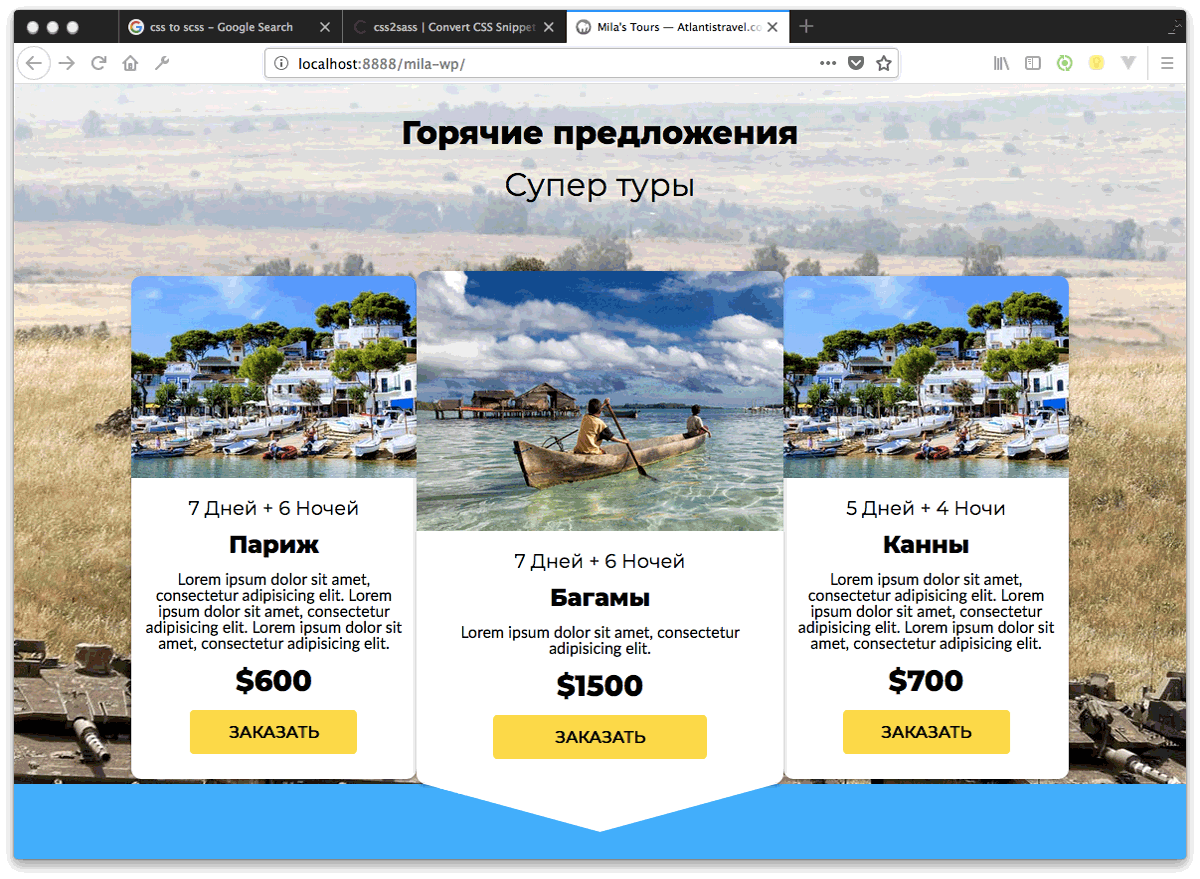 css to scss – Google Search
css2sass | Convert CSS Snippet
Mila's Tours — Atlantistravel.co
localhost:8888/mila-wp/
Горячие предложения
Супер туры
7 Дней + 6 Ночей
Париж
Lorem ipsum dolor sit amet,
consectetur adipisicing elit. Lorem
ipsum dolor sit amet, consectetur
adipisicing elit. Lorem ipsum dolor sit
amet, consectetur adipisicing elit.
$600
ЗАКАЗАТЬ
7 Дней + 6 Ночей
Багамы
Lorem ipsum dolor sit amet, consectetur
adipisicing elit.
$1500
ЗАКАЗАТЬ
5 Дней + 4 Ночи
Канны
Lorem ipsum dolor sit amet,
consectetur adipisicing elit. Lorem
ipsum dolor sit amet, consectetur
adipisicing elit. Lorem ipsum dolor sit
amet, consectetur adipisicing elit.
$700
ЗАКАЗАТЬ